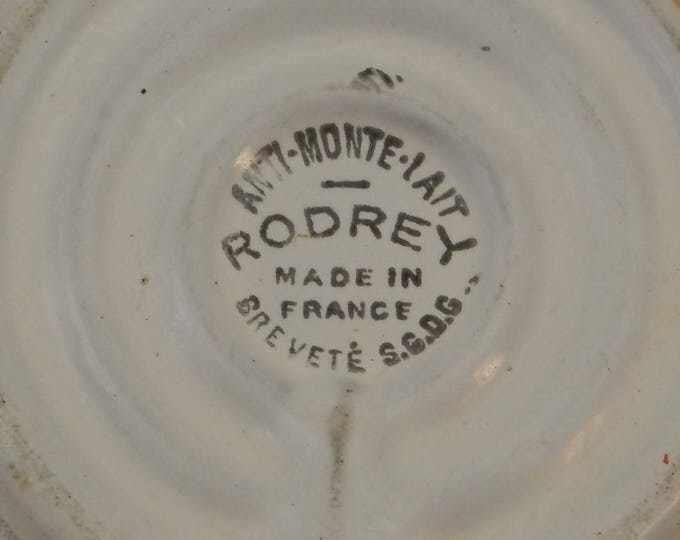 ANTI-MONTE-LAIT
RODREY
MADE IN
FRANCE
BREVETÉ S.G.D.G